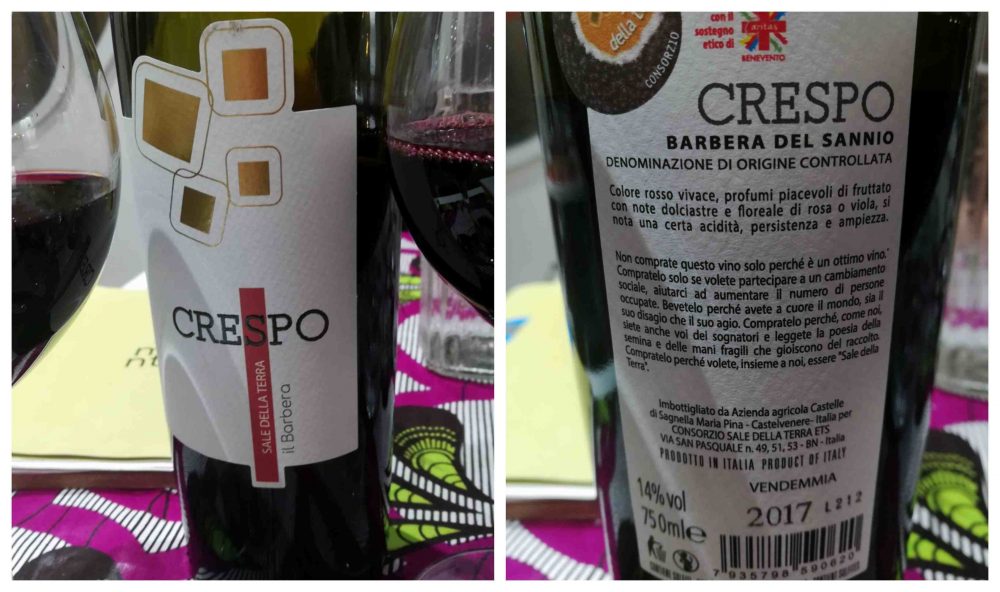 CRESPO
SALE DELLA TERRA
il Barbera
della t
CONSORZIO
con il
sostegno
etico di
caritas
BENEVENTO
CRESPO
BARBERA DEL SANNIO
DENOMINAZIONE DI ORIGINE CONTROLLATA
Colore rosso vivace, profumi piacevoli di fruttato
con note dolciastre e floreale di rosa o viola, si
nota una certa acidità, persistenza e ampiezza.
Non comprate questo vino solo perché è un ottimo vino.
Compratelo solo se volete partecipare a un cambiamento
sociale, aiutarci ad aumentare il numero di persone
occupate. Bevetelo perché avete a cuore il mondo, sia il
suo disagio che il suo agio. Compratelo perché, come noi,
siete anche voi dei sognatori e leggete la poesia della
semina e delle mani fragili che gioiscono del raccolto.
Compratelo perché volete, insieme a noi, essere "Sale della
Terra".
Imbottigliato da Azienda agricola Castelle
di Sagnella Maria Pina - Castelvenere- Italia per
CONSORZIO SALE DELLA TERRA ETS
VIA SAN PASQUALE n. 49, 51, 53 - BN - Italia
PRODOTTO IN ITALIA PRODUCT OF ITALY
VENDEMMIA
14% vol
750ml e
2017 L212
7 935798 590620